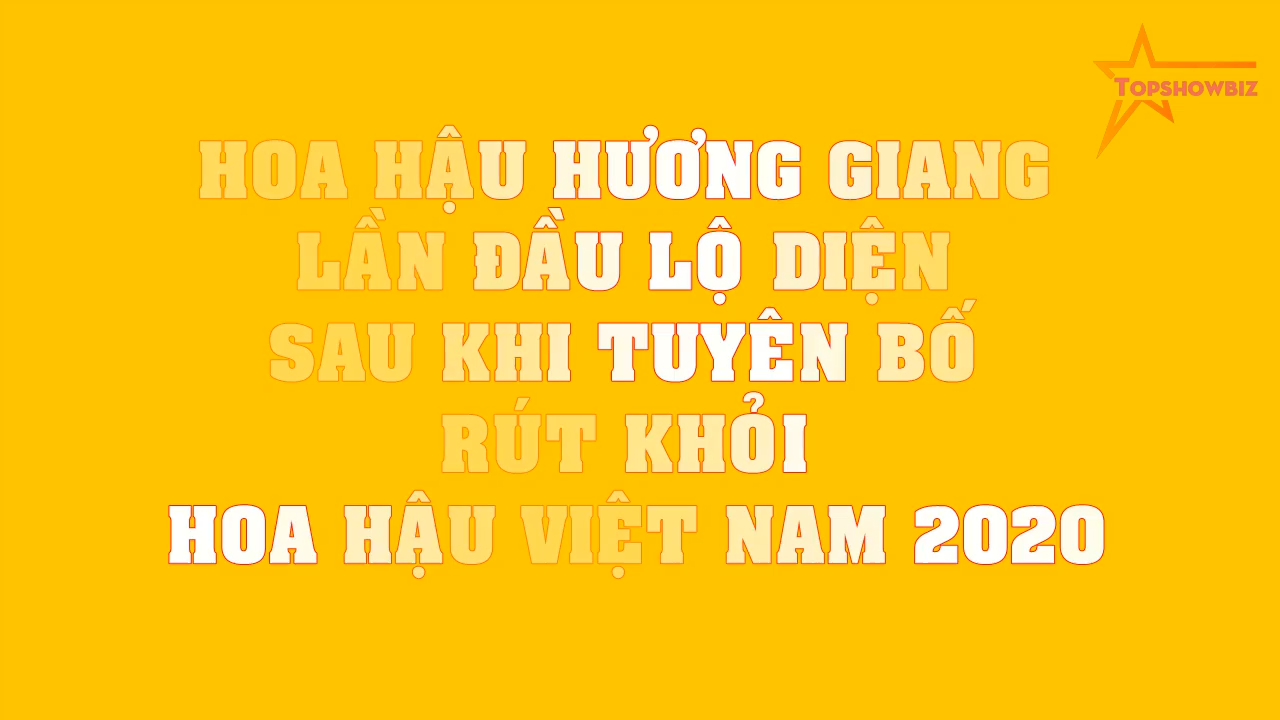 TOPSHOWBIZ
HOA HẬU HƯƠNG GIANG
LẦN ĐẦU LỘ DIỆN
SAU KHI TUYÊN BỐ
RÚT KHỎI
HOA HẬU VIỆT NAM 2020